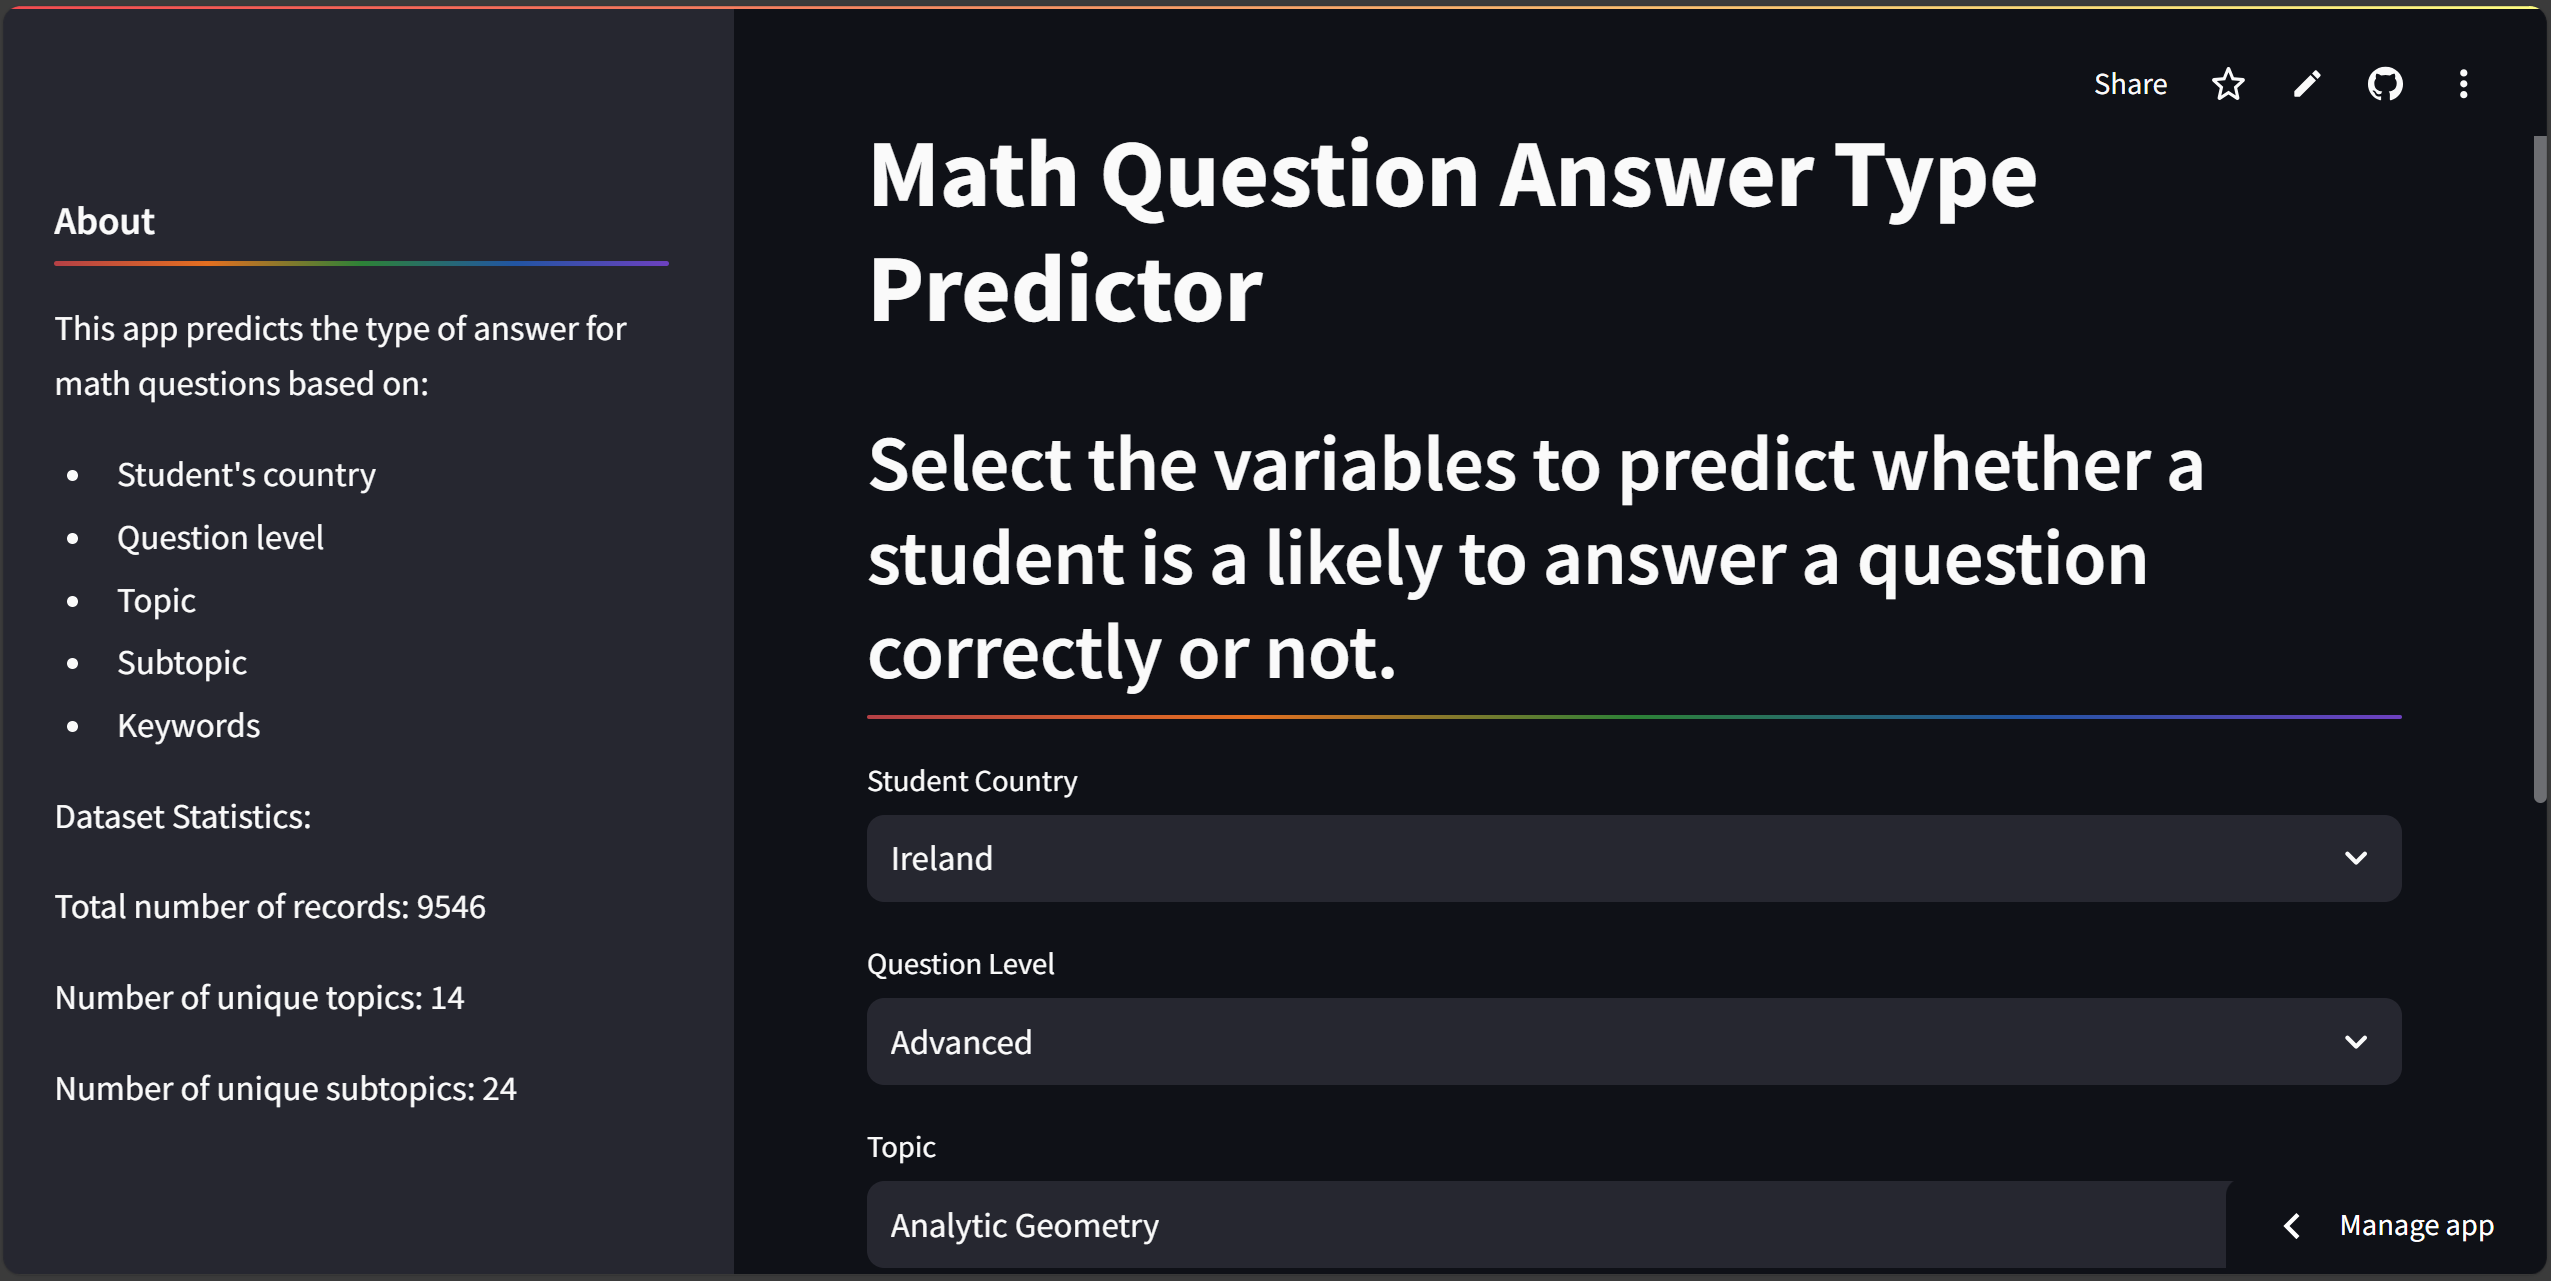 Share
About
This app predicts the type of answer for
math questions based on:
Student's country
Question level
Topic
Subtopic
Keywords
Dataset Statistics:
Total number of records: 9546
Number of unique topics: 14
Number of unique subtopics: 24
Math Question Answer Type
Predictor
Select the variables to predict whether a
student is a likely to answer a question
correctly or not.
Student Country
Ireland
Question Level
Advanced
Topic
Analytic Geometry
Manage app